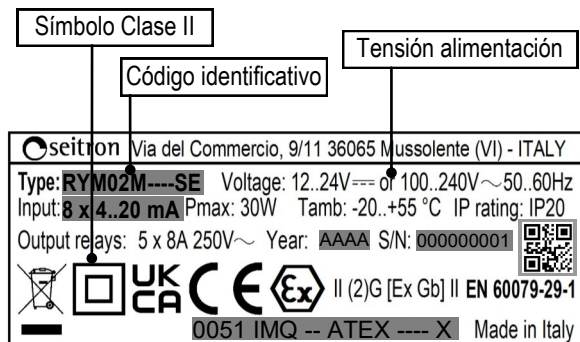 Símbolo Clase II
Código identificativo
Tensión alimentación
seitron Via del Commercio, 9/11 36065 Mussolente (VI) - ITALY
Type: RYM02M----SE Voltage: 12..24V⎓ or 100..240V～50..60Hz
Input: 8 x 4..20 mA Pmax: 30W Tamb: -20..+55 °C IP rating: IP20
Output relays: 5 x 8A 250V～ Year: AAAA S/N: 000000001
UK CA CE Ex II (2)G [Ex Gb] II EN 60079-29-1
0051 IMQ -- ATEX ---- X Made in Italy